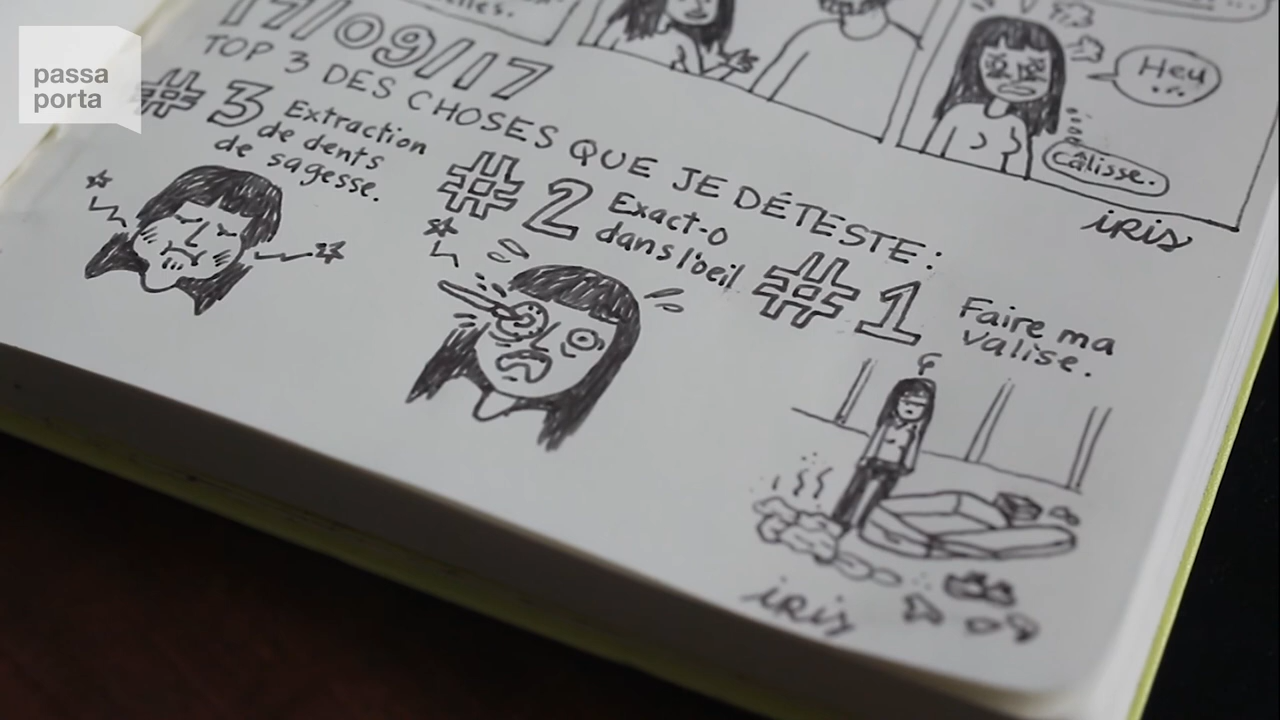 passa
porta
elles.
Heu
...
Câlisse.
iris
17/09/17
TOP 3 DES CHOSES QUE JE DÉTESTE:
#3 Extraction
de dents
de sagesse.
#2 Exact-o
dans l'oeil
#1 Faire ma
valise.
iris